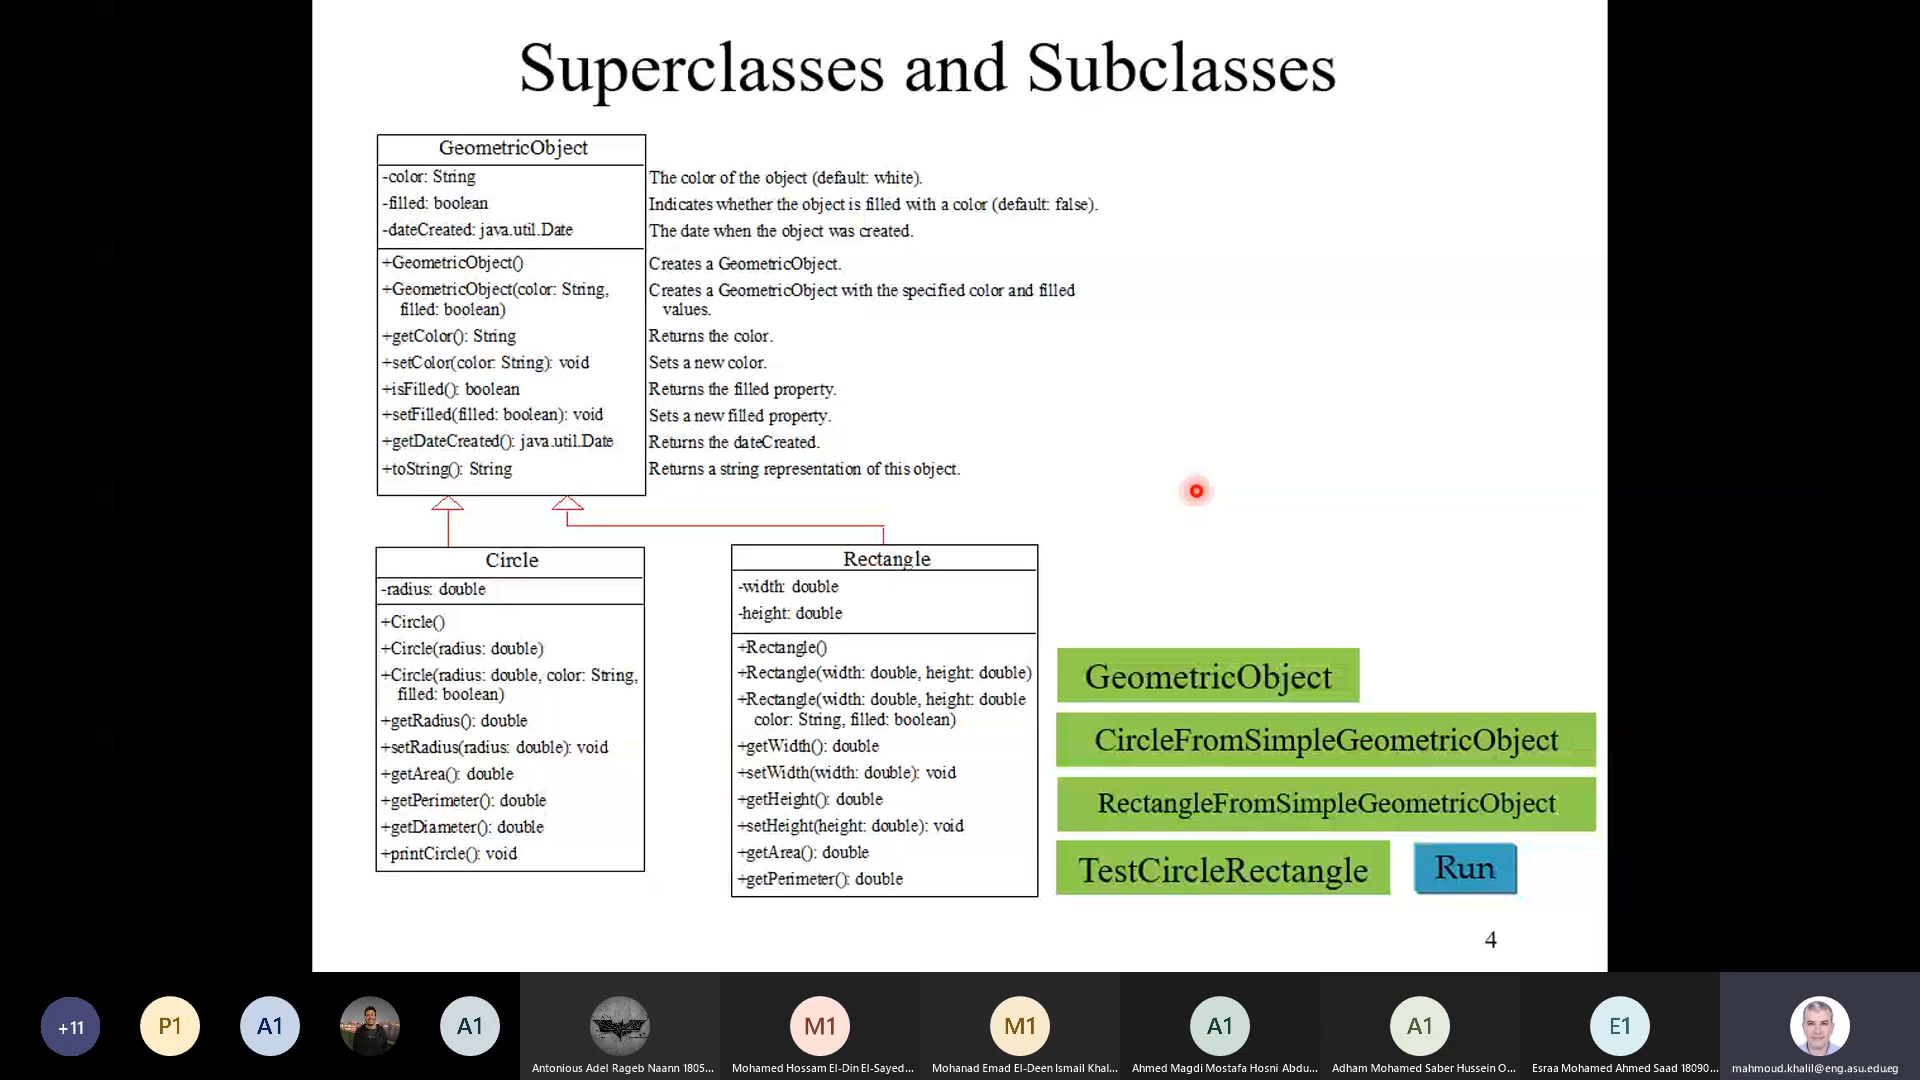 Superclasses and Subclasses
GeometricObject
-color: String
The color of the object (default: white).
-filled: boolean
Indicates whether the object is filled with a color (default: false).
-dateCreated: java.util.Date
The date when the object was created.
+GeometricObject()
Creates a GeometricObject.
+GeometricObject(color: String,
filled: boolean)
Creates a GeometricObject with the specified color and filled
values.
+getColor(): String
Returns the color.
+setColor(color: String): void
Sets a new color.
+isFilled(): boolean
Returns the filled property.
+setFilled(filled: boolean): void
Sets a new filled property.
+getDateCreated(): java.util.Date
Returns the dateCreated.
+toString(): String
Returns a string representation of this object.
Circle
-radius: double
+Circle()
+Circle(radius: double)
+Circle(radius: double, color: String,
filled: boolean)
+getRadius(): double
+setRadius(radius: double): void
+getArea(): double
+getPerimeter(): double
+getDiameter(): double
+printCircle(): void
Rectangle
-width: double
-height: double
+Rectangle()
+Rectangle(width: double, height: double)
+Rectangle(width: double, height: double
color: String, filled: boolean)
+getWidth(): double
+setWidth(width: double): void
+getHeight(): double
+setHeight(height: double): void
+getArea(): double
+getPerimeter(): double
GeometricObject
CircleFromSimpleGeometricObject
RectangleFromSimpleGeometricObject
TestCircleRectangle
Run
4
+11
P1
A1
A1
M1
M1
A1
A1
E1
Antonious Adel Rageb Naann 1805...
Mohamed Hossam El-Din El-Sayed...
Mohanad Emad El-Deen Ismail Khal...
Ahmed Magdi Mostafa Hosni Abdu...
Adham Mohamed Saber Hussein O...
Esraa Mohamed Ahmed Saad 18090...
mahmoud.khalil@eng.asu.edu.eg